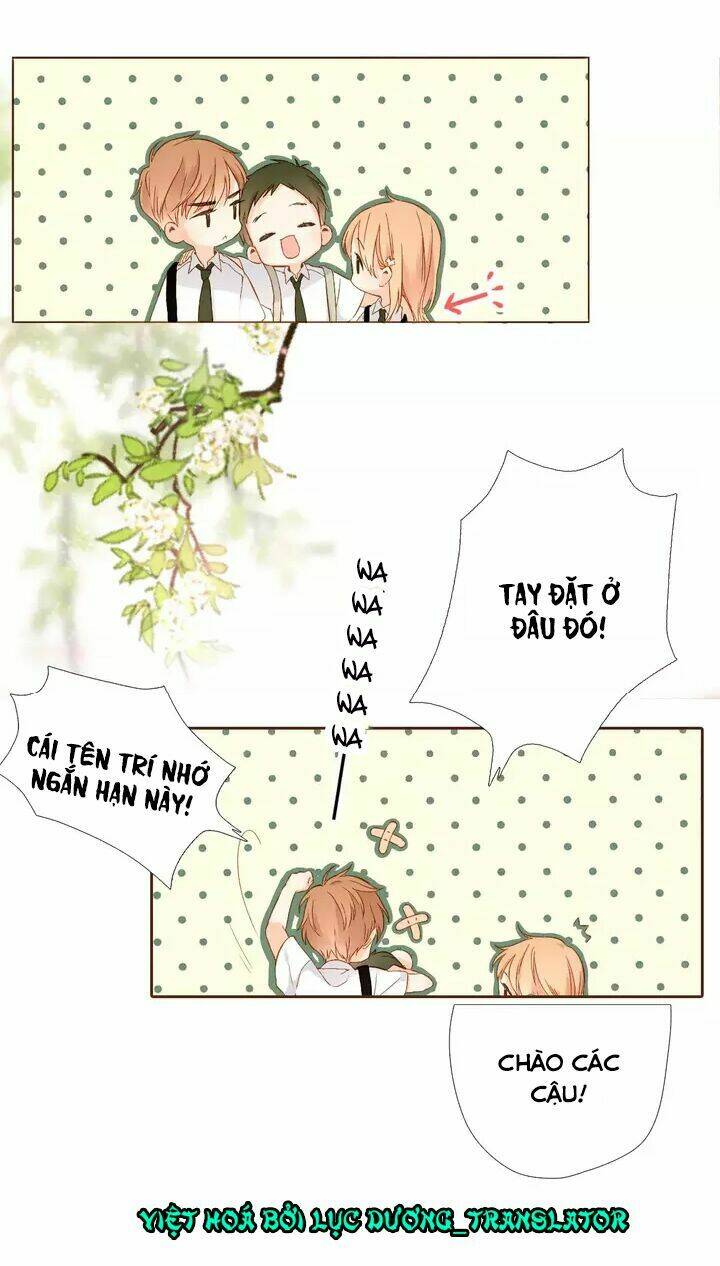 TAY ĐẶT Ở
ĐÂU ĐÓ!
WA
WA
WA
WA
WA
WA
CÁI TÊN TRÍ NHỚ
NGẮN HẠN NÀY!
CHÀO CÁC
CẬU!
VIỆT HOÁ BỞI LỤC DƯƠNG_TRANSLATOR